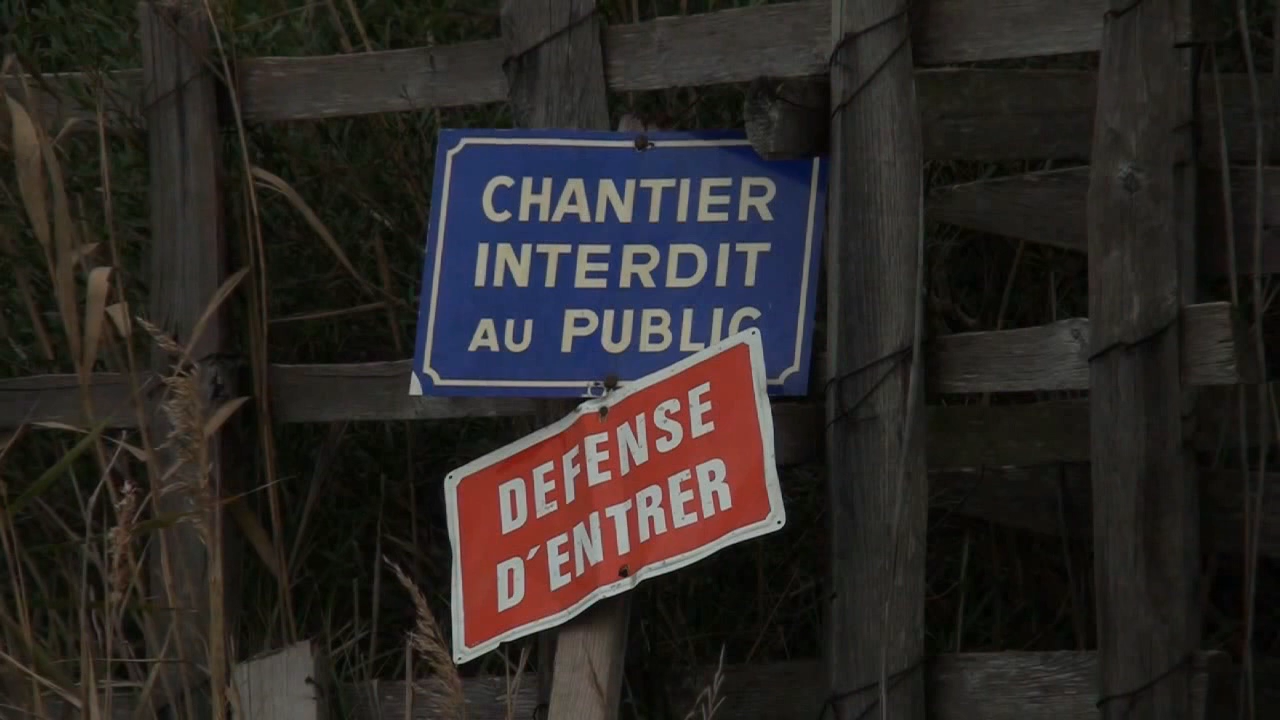 CHANTIER
INTERDIT
AU PUBLIC
DEFENSE
D'ENTRER